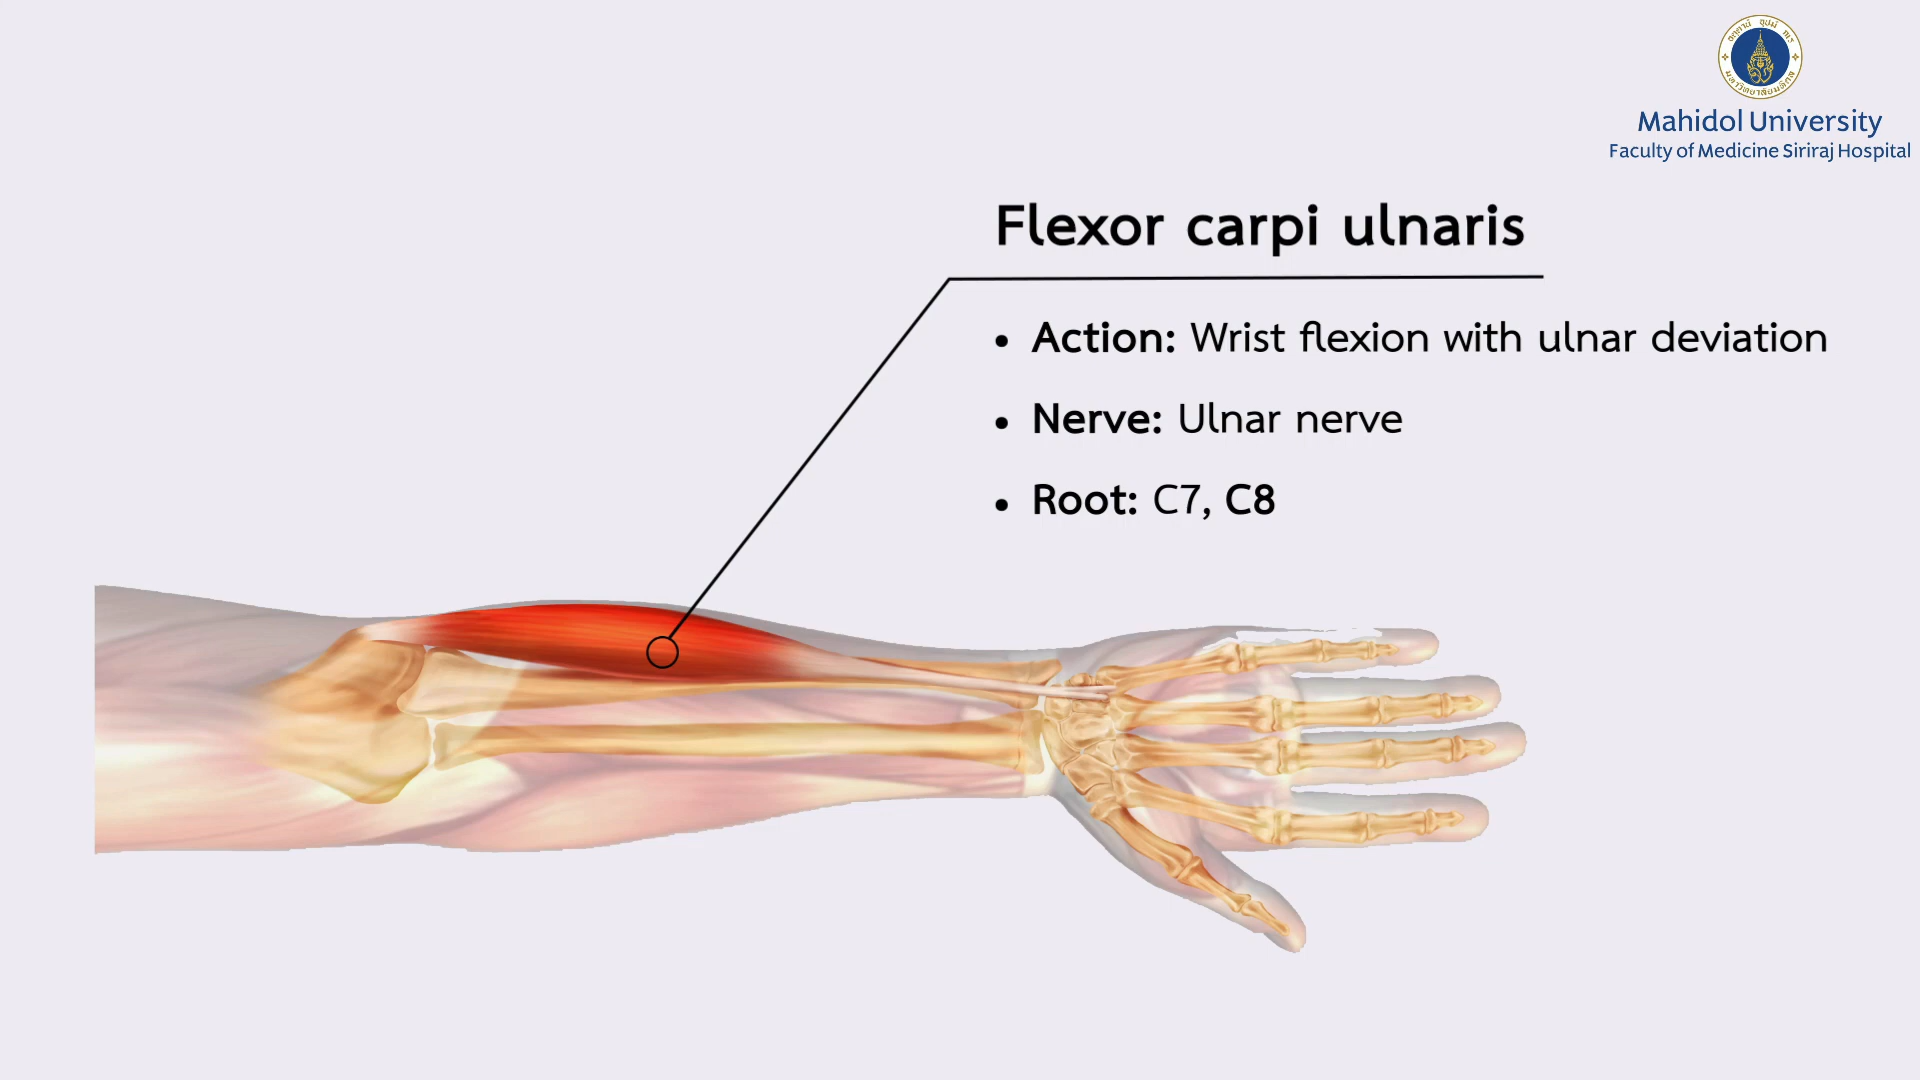 Mahidol University
Faculty of Medicine Siriraj Hospital
Flexor carpi ulnaris
• Action: Wrist flexion with ulnar deviation
• Nerve: Ulnar nerve
• Root: C7, C8